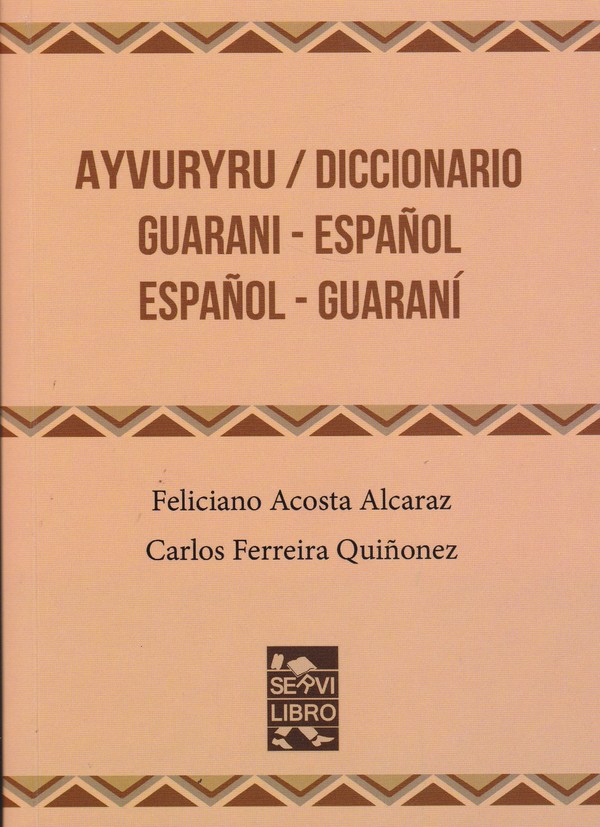 AYVURYRU / DICCIONARIO
GUARANI - ESPAÑOL
ESPAÑOL - GUARANÍ
Feliciano Acosta Alcaraz
Carlos Ferreira Quiñonez
SERVI
LIBRO